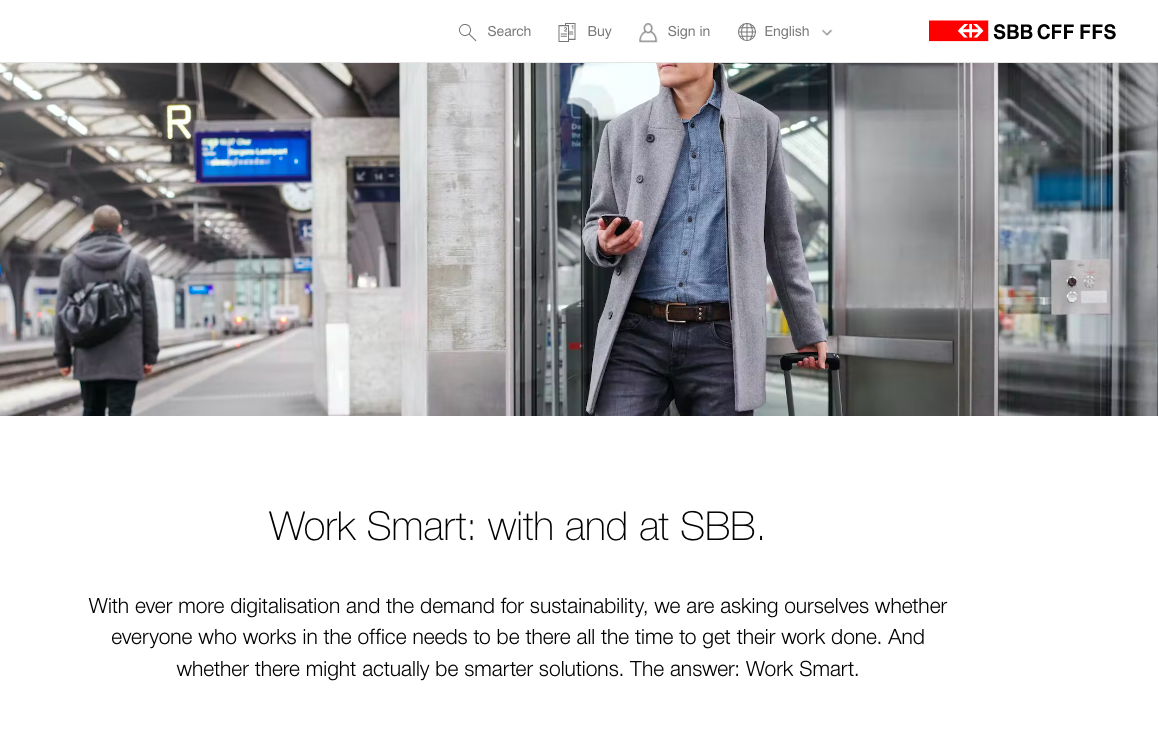 Search
Buy
Sign in
English
SBB CFF FFS
R
14
Work Smart: with and at SBB.
With ever more digitalisation and the demand for sustainability, we are asking ourselves whether
everyone who works in the office needs to be there all the time to get their work done. And
whether there might actually be smarter solutions. The answer: Work Smart.